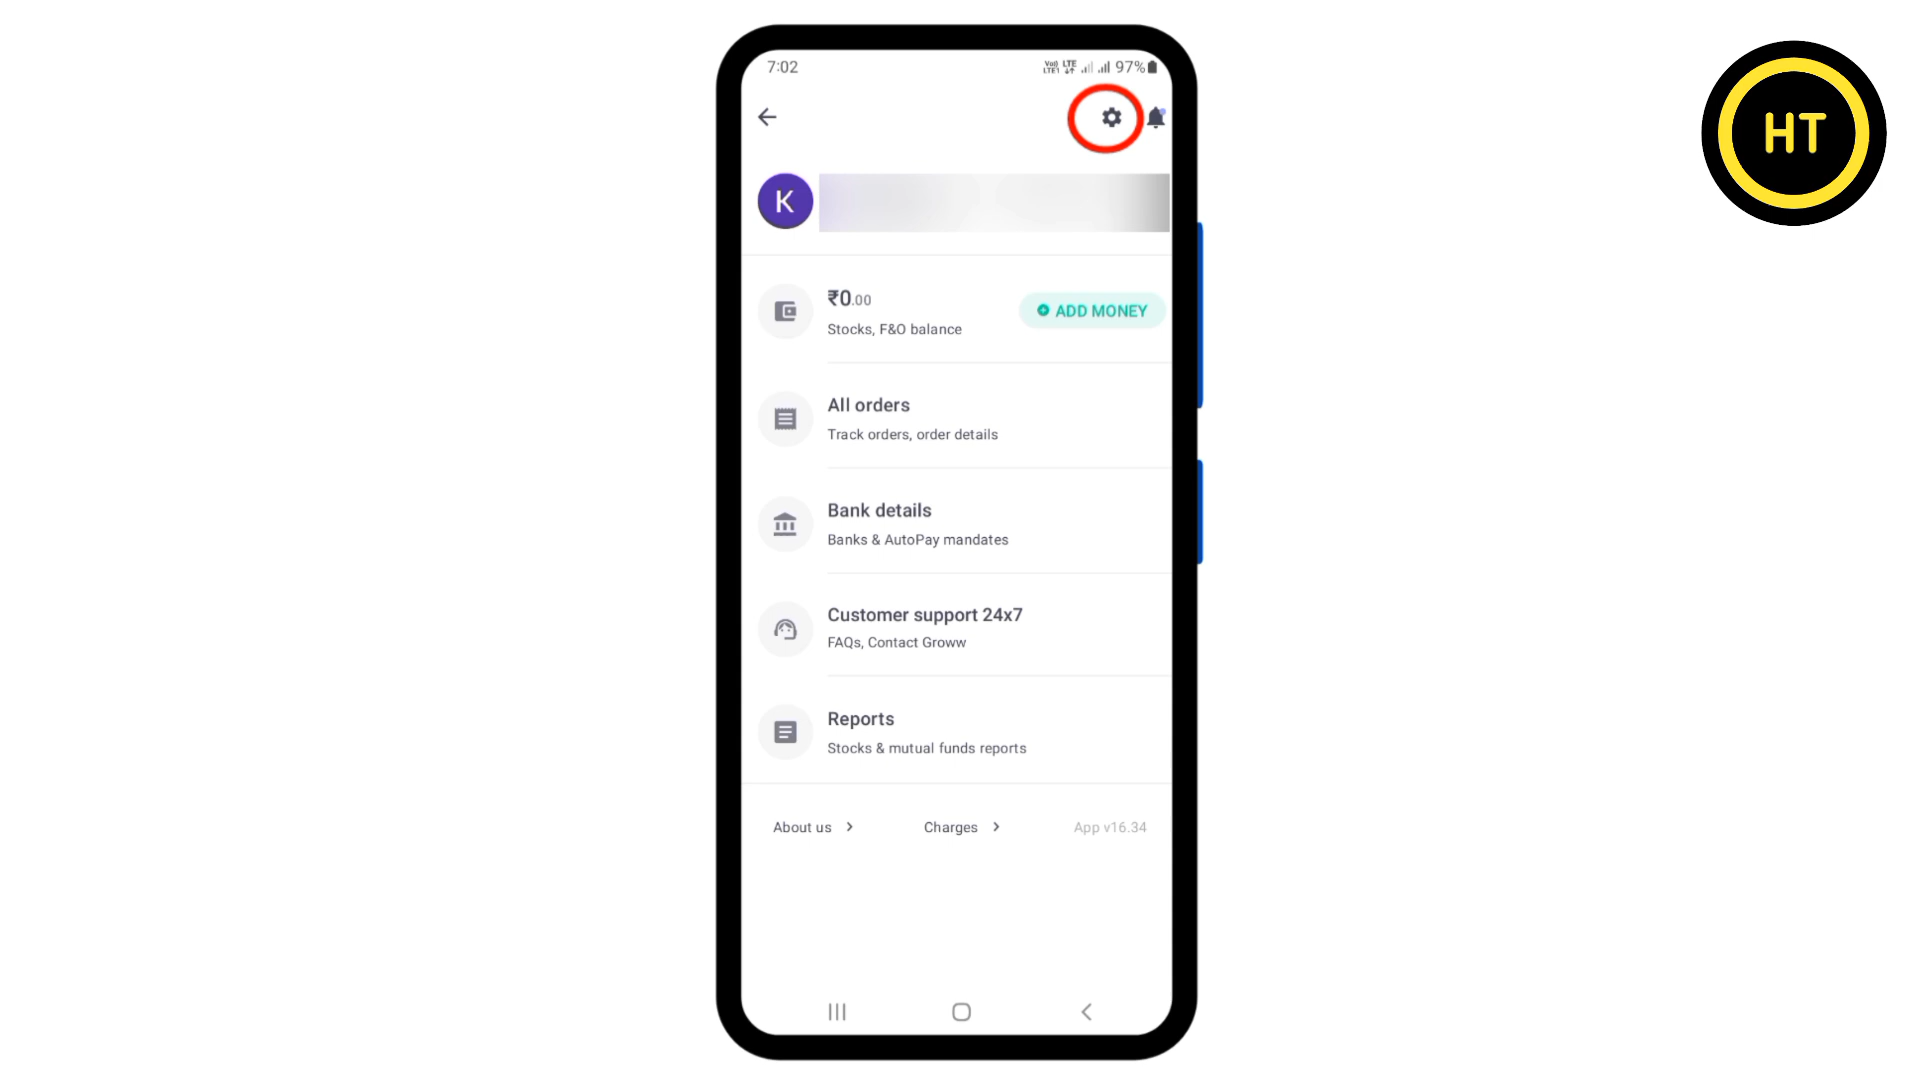 7:02
97%
HT
K
₹0.00
ADD MONEY
Stocks, F&O balance
All orders
Track orders, order details
Bank details
Banks & AutoPay mandates
Customer support 24x7
FAQs, Contact Groww
Reports
Stocks & mutual funds reports
About us
Charges
App v16.34